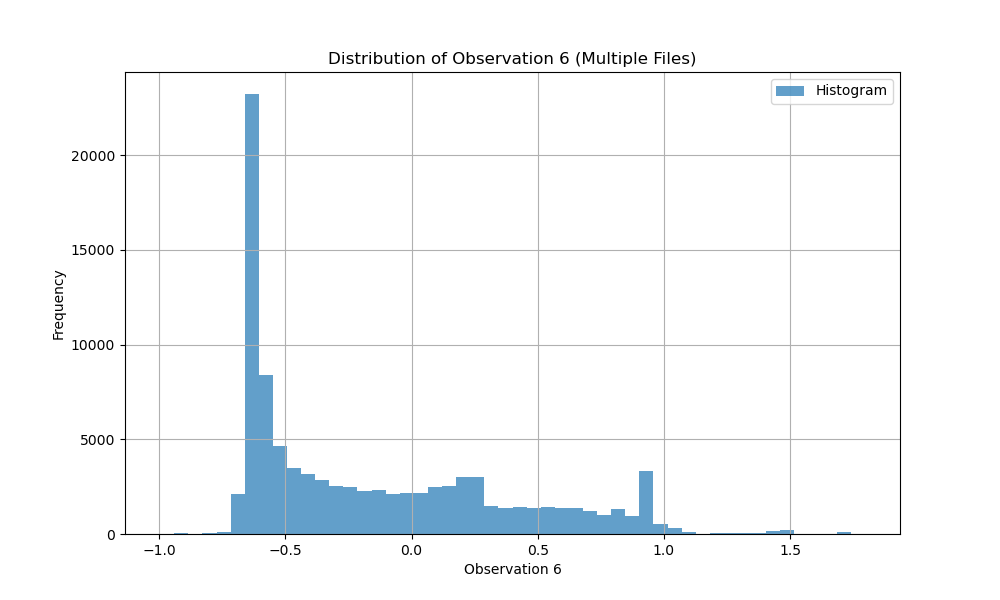 Distribution of Observation 6 (Multiple Files)
Histogram
20000
15000
10000
5000
0
Frequency
−1.0
−0.5
0.0
0.5
1.0
1.5
Observation 6